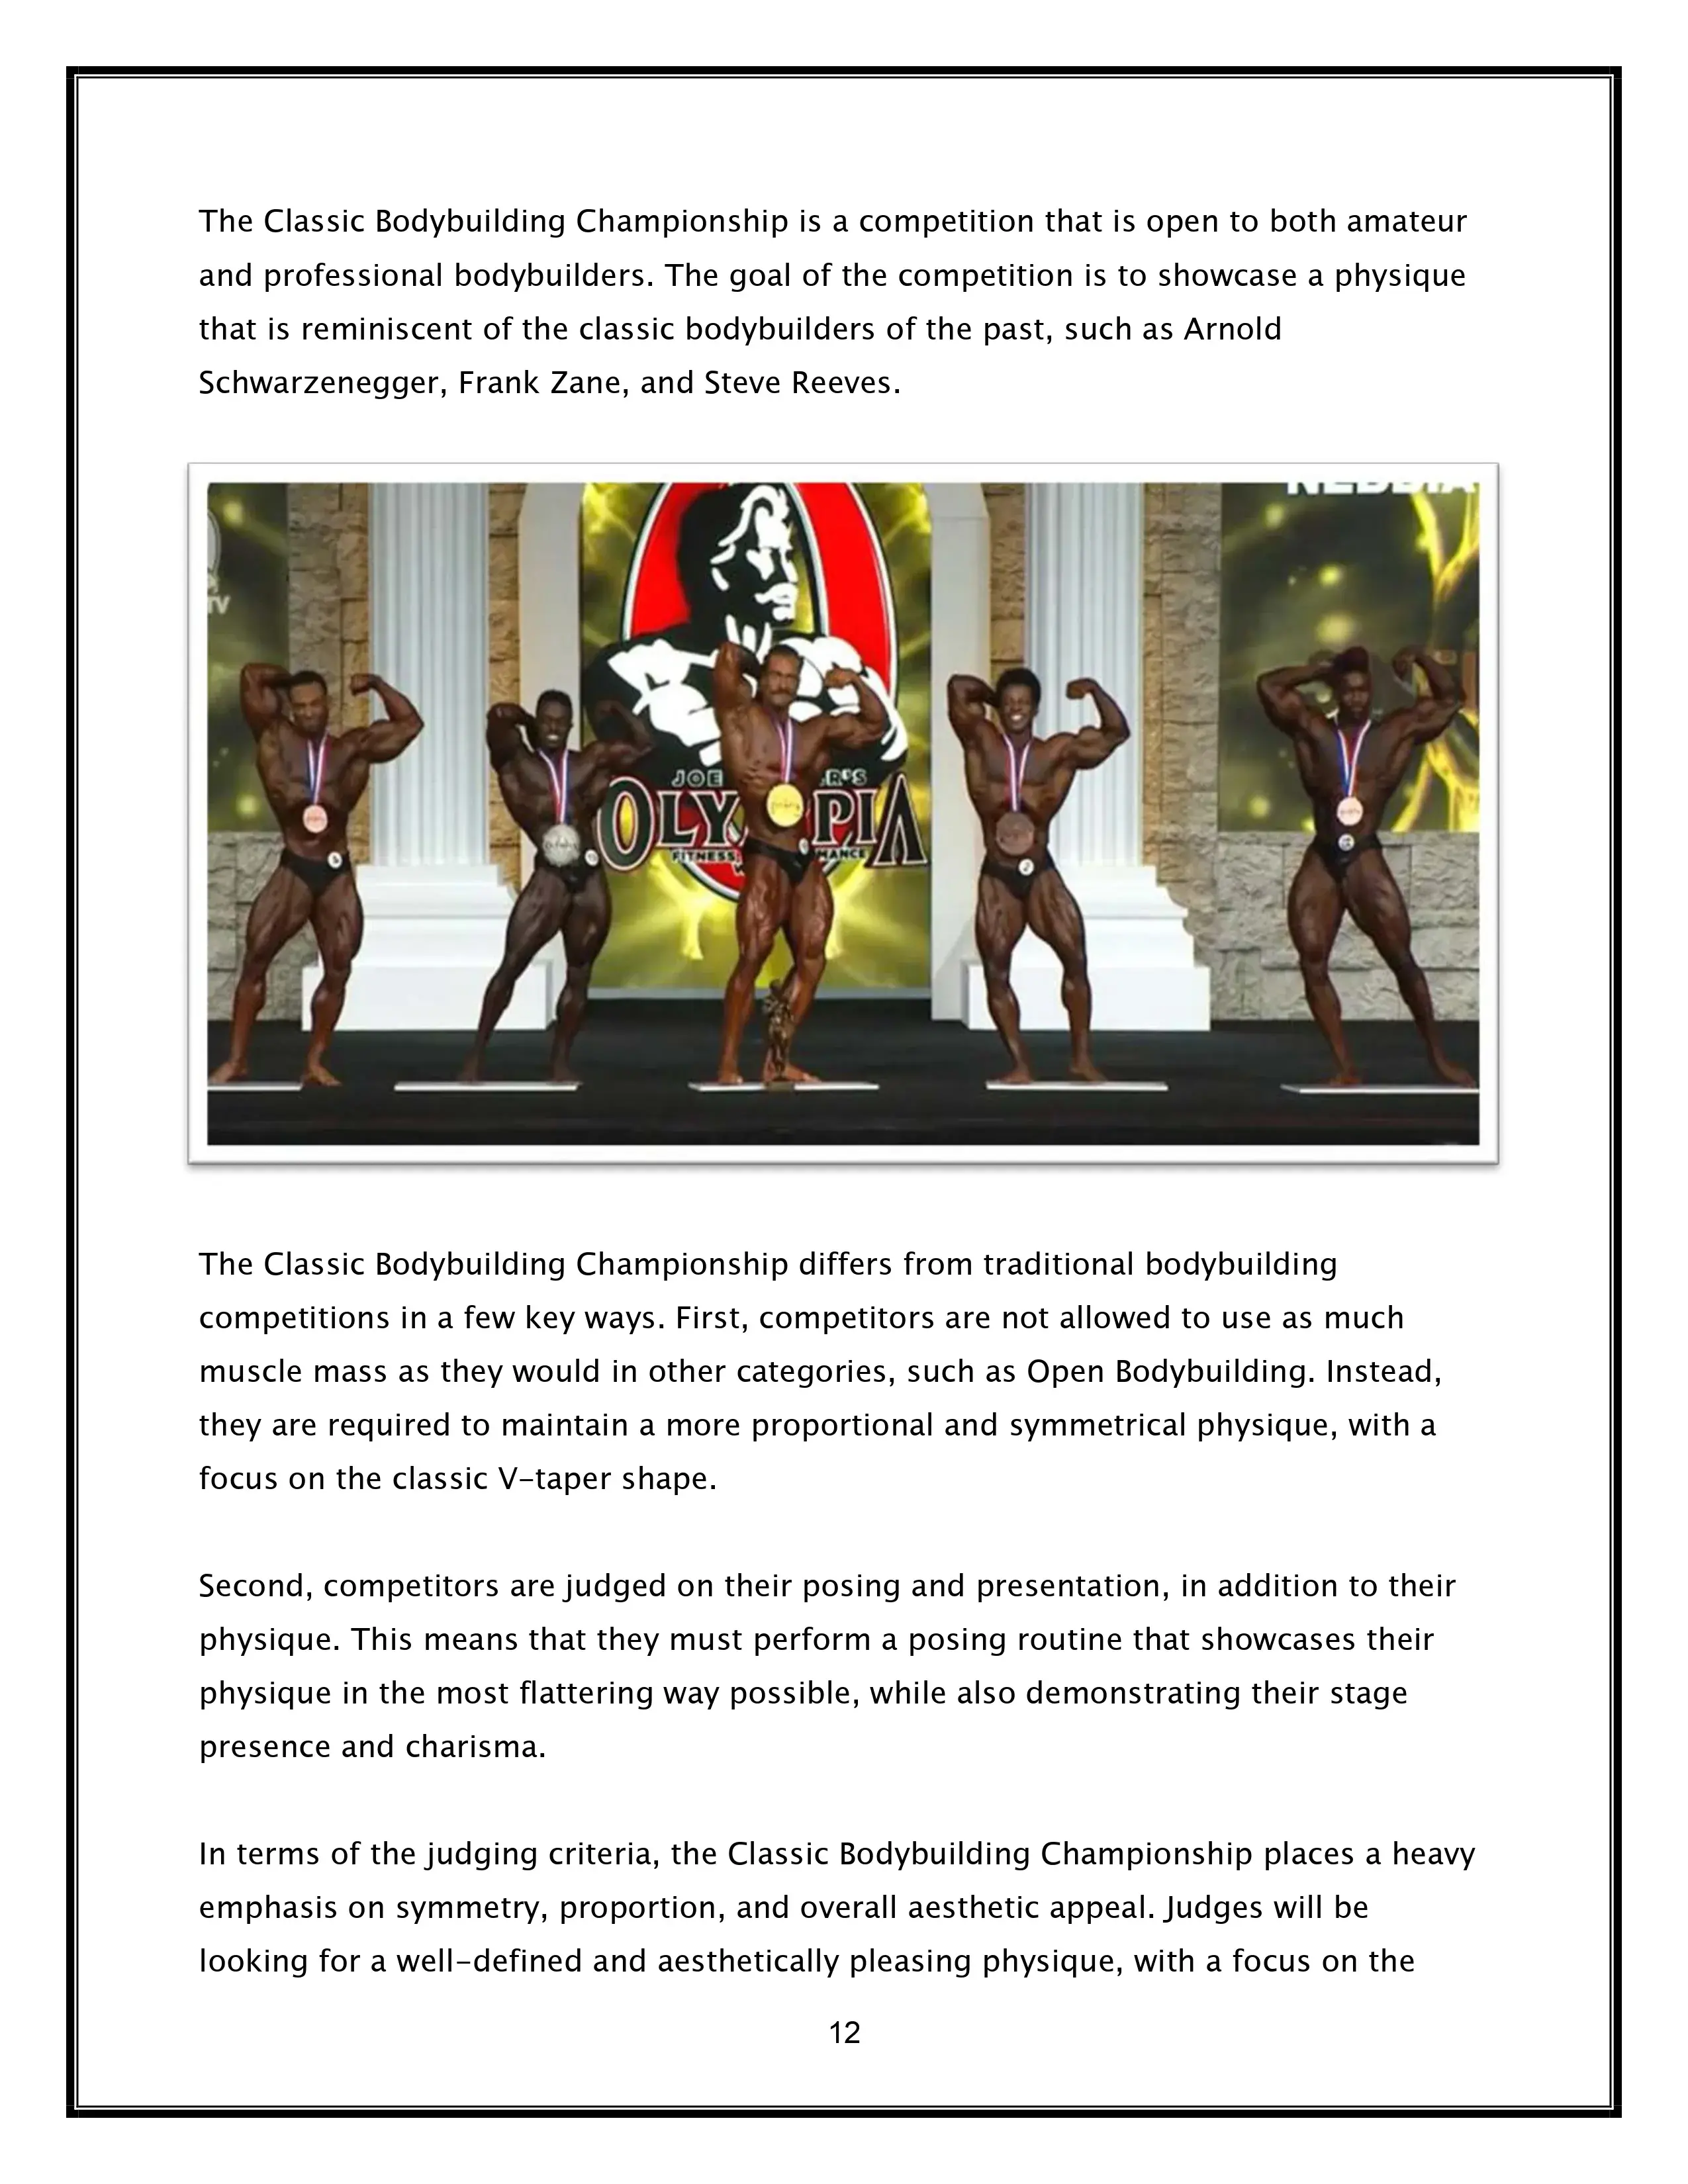 The Classic Bodybuilding Championship is a competition that is open to both amateur
and professional bodybuilders. The goal of the competition is to showcase a physique
that is reminiscent of the classic bodybuilders of the past, such as Arnold
Schwarzenegger, Frank Zane, and Steve Reeves.
TV
JOE R'S
OLY PIA
FITNESS MANCE
The Classic Bodybuilding Championship differs from traditional bodybuilding
competitions in a few key ways. First, competitors are not allowed to use as much
muscle mass as they would in other categories, such as Open Bodybuilding. Instead,
they are required to maintain a more proportional and symmetrical physique, with a
focus on the classic V-taper shape.
Second, competitors are judged on their posing and presentation, in addition to their
physique. This means that they must perform a posing routine that showcases their
physique in the most flattering way possible, while also demonstrating their stage
presence and charisma.
In terms of the judging criteria, the Classic Bodybuilding Championship places a heavy
emphasis on symmetry, proportion, and overall aesthetic appeal. Judges will be
looking for a well-defined and aesthetically pleasing physique, with a focus on the
12